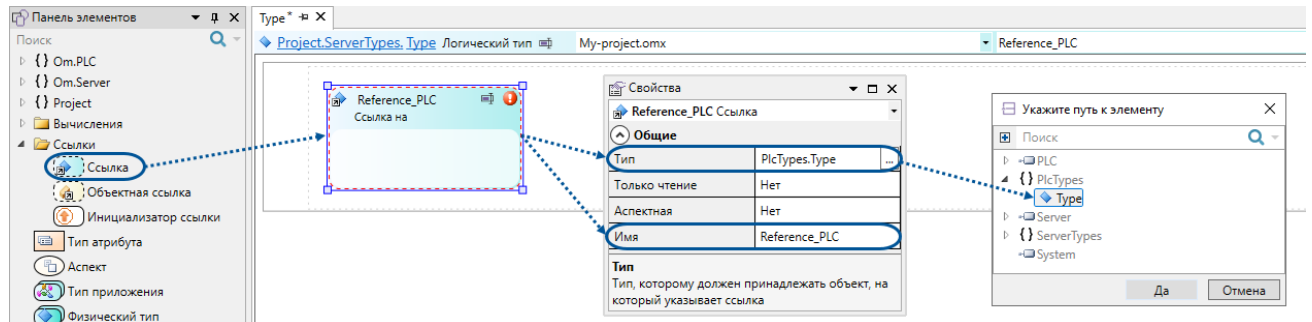 Панель элементов
Поиск
{} Om.PLC
{} Om.Server
{} Project
Вычисления
Ссылки
Ссылка
Объектная ссылка
Инициализатор ссылки
Тип атрибута
Аспект
Тип приложения
Физический тип
Type*
Project.ServerTypes. Type Логический тип My-project.omx Reference_PLC
Reference_PLC
Ссылка на
Свойства
Reference_PLC Ссылка
Общие
Тип PlcTypes.Type ...
Только чтение Нет
Аспектная Нет
Имя Reference_PLC
Тип
Тип, которому должен принадлежать объект, на
который указывает ссылка
Укажите путь к элементу
Поиск
PLC
{} PlcTypes
Type
Server
{} ServerTypes
System
Да Отмена